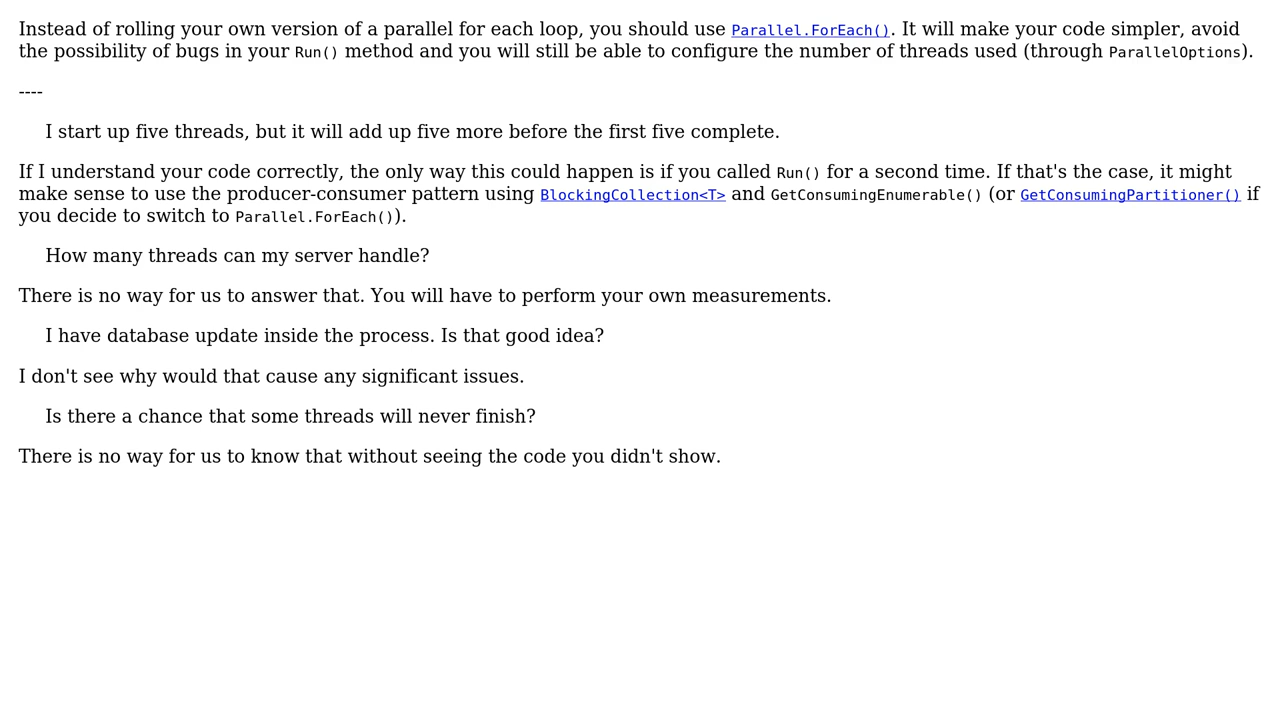 Instead of rolling your own version of a parallel for each loop, you should use Parallel.ForEach(). It will make your code simpler, avoid
the possibility of bugs in your Run() method and you will still be able to configure the number of threads used (through ParallelOptions).
----
I start up five threads, but it will add up five more before the first five complete.
If I understand your code correctly, the only way this could happen is if you called Run() for a second time. If that's the case, it might
make sense to use the producer-consumer pattern using BlockingCollection<T> and GetConsumingEnumerable() (or GetConsumingPartitioner() if
you decide to switch to Parallel.ForEach()).
How many threads can my server handle?
There is no way for us to answer that. You will have to perform your own measurements.
I have database update inside the process. Is that good idea?
I don't see why would that cause any significant issues.
Is there a chance that some threads will never finish?
There is no way for us to know that without seeing the code you didn't show.